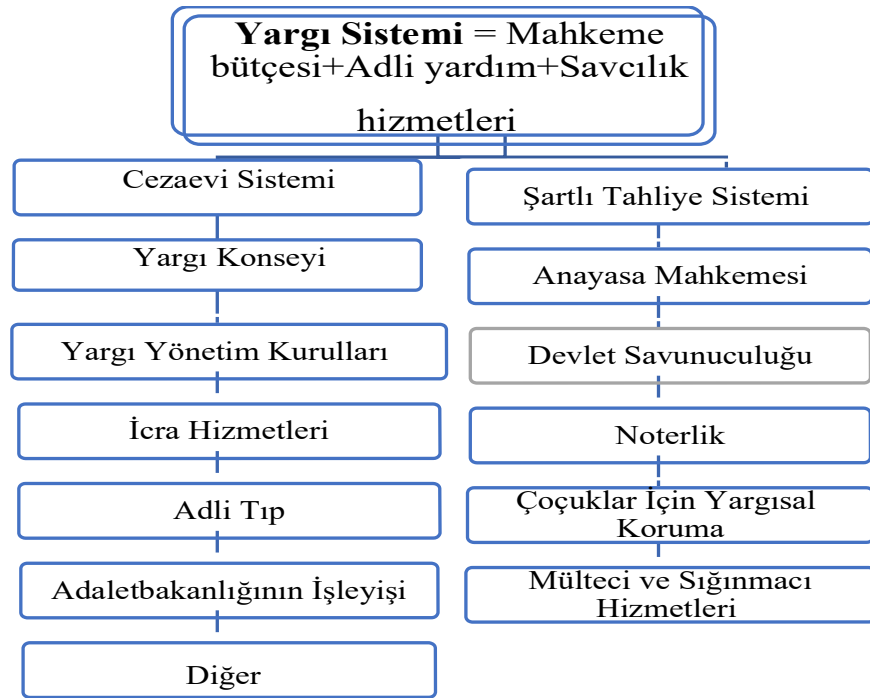 Yargı Sistemi = Mahkeme
bütçesi+Adli yardım+Savcılık
hizmetleri
Cezaevi Sistemi
Yargı Konseyi
Yargı Yönetim Kurulları
İcra Hizmetleri
Adli Tıp
Adaletbakanlığının İşleyişi
Diğer
Şartlı Tahliye Sistemi
Anayasa Mahkemesi
Devlet Savunuculuğu
Noterlik
Çoçuklar İçin Yargısal
Koruma
Mülteci ve Sığınmacı
Hizmetleri